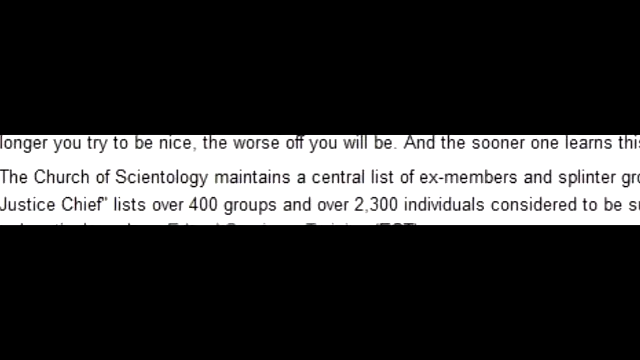 longer you try to be nice, the worse off you will be. And the sooner one learns
The Church of Scientology maintains a central list of ex-members and splinter
Justice Chief" lists over 400 groups and over 2,300 individuals considered to be